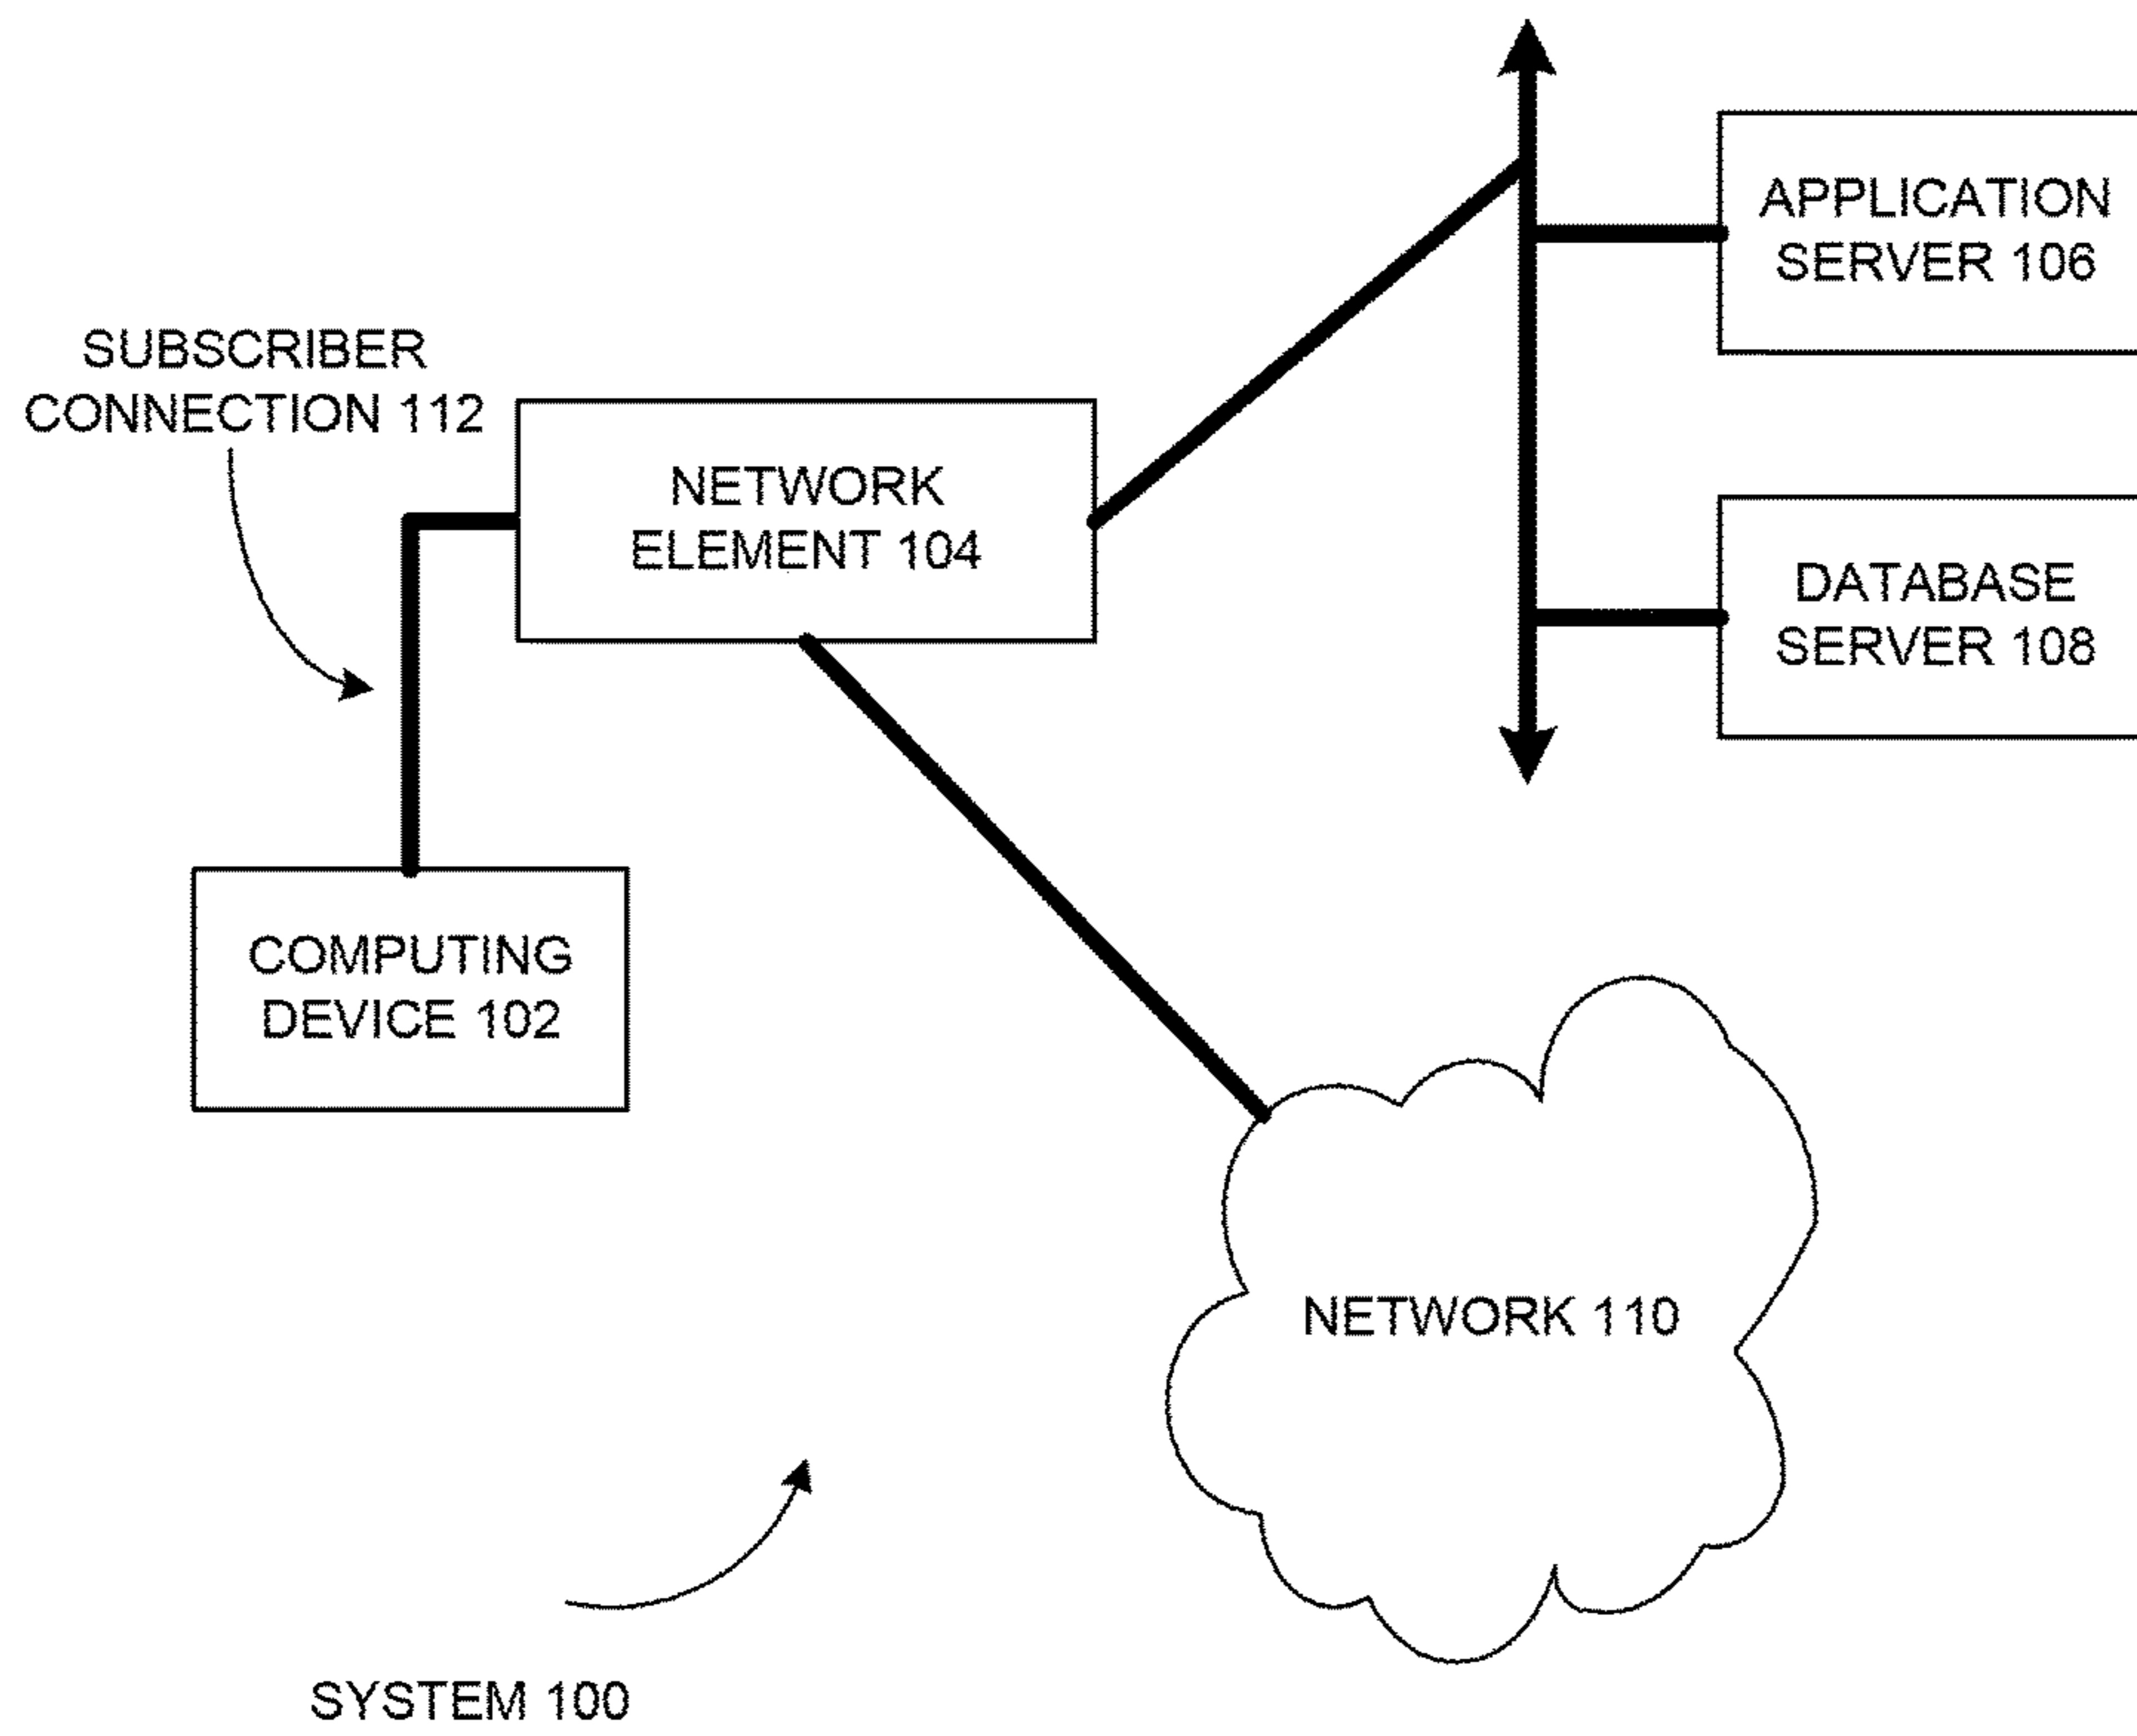 APPLICATION
SERVER 106
SUBSCRIBER
CONNECTION 112
NETWORK
ELEMENT 104
DATABASE
SERVER 108
COMPUTING
DEVICE 102
NETWORK 110
SYSTEM 100